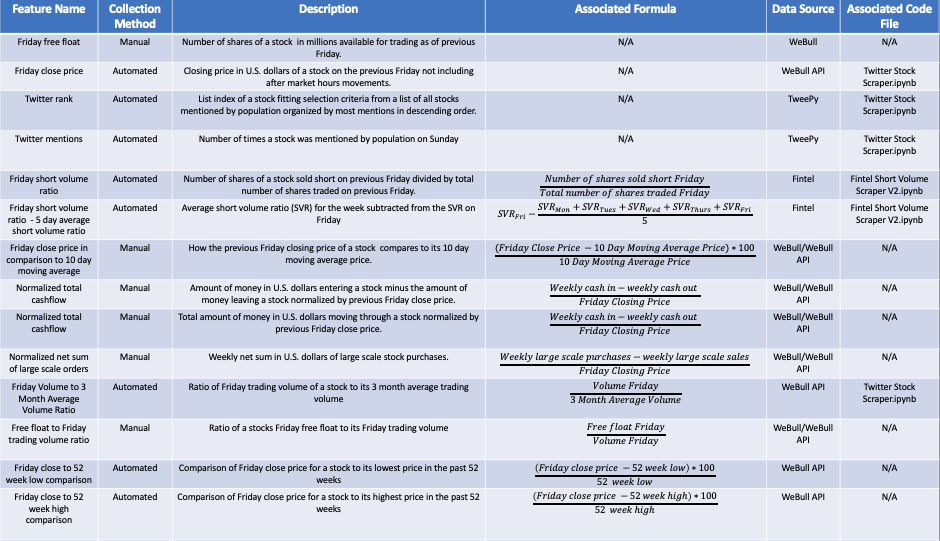 Feature Name Collection Method Description Associated Formula Data Source Associated Code File
Friday free float Manual Number of shares of a stock in millions available for trading as of previous Friday. N/A WeBull N/A
Friday close price Automated Closing price in U.S. dollars of a stock on the previous Friday not including after market hours movements. N/A WeBull API Twitter Stock Scraper.ipynb
Twitter rank Automated List index of a stock fitting selection criteria from a list of all stocks mentioned by population organized by most mentions in descending order. N/A TweePy Twitter Stock Scraper.ipynb
Twitter mentions Automated Number of times a stock was mentioned by population on Sunday N/A TweePy Twitter Stock Scraper.ipynb
Friday short volume ratio Automated Number of shares of a stock sold short on previous Friday divided by total number of shares traded on previous Friday. Number of shares sold short Friday / Total number of shares traded Friday Fintel Fintel Short Volume Scraper V2.ipynb
Friday short volume ratio - 5 day average short volume ratio Automated Average short volume ratio (SVR) for the week subtracted from the SVR on Friday SVR_Fri − (SVR_Mon + SVR_Tues + SVR_Wed + SVR_Thurs + SVR_Fri) / 5 Fintel Fintel Short Volume Scraper V2.ipynb
Friday close price in comparison to 10 day moving average Manual How the previous Friday closing price of a stock compares to its 10 day moving average price. (Friday Close Price − 10 Day Moving Average Price) * 100 / 10 Day Moving Average Price WeBull/WeBull API N/A
Normalized total cashflow Manual Amount of money in U.S. dollars entering a stock minus the amount of money leaving a stock normalized by previous Friday close price. Weekly cash in − weekly cash out / Friday Closing Price WeBull/WeBull API N/A
Normalized total cashflow Manual Total amount of money in U.S. dollars moving through a stock normalized by previous Friday close price. Weekly cash in − weekly cash out / Friday Closing Price WeBull/WeBull API N/A
Normalized net sum of large scale orders Manual Weekly net sum in U.S. dollars of large scale stock purchases. Weekly large scale purchases − weekly large scale sales / Friday Closing Price WeBull/WeBull API N/A
Friday Volume to 3 Month Average Volume Ratio Automated Ratio of Friday trading volume of a stock to its 3 month average trading volume Volume Friday / 3 Month Average Volume WeBull API Twitter Stock Scraper.ipynb
Free float to Friday trading volume ratio Manual Ratio of a stocks Friday free float to its Friday trading volume Free float Friday / Volume Friday WeBull/WeBull API N/A
Friday close to 52 week low comparison Automated Comparison of Friday close price for a stock to its lowest price in the past 52 weeks (Friday close price − 52 week low) * 100 / 52 week low WeBull API N/A
Friday close to 52 week high comparison Automated Comparison of Friday close price for a stock to its highest price in the past 52 weeks (Friday close price − 52 week high) * 100 / 52 week high WeBull API N/A